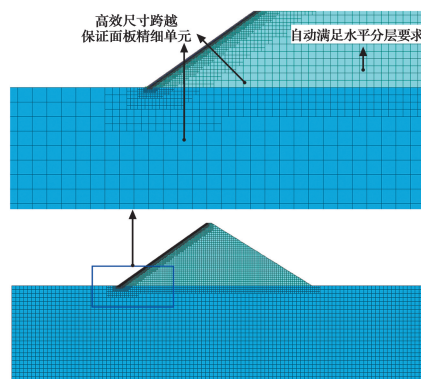 高效尺寸跨越
保证面板精细单元
自动满足水平分层要求